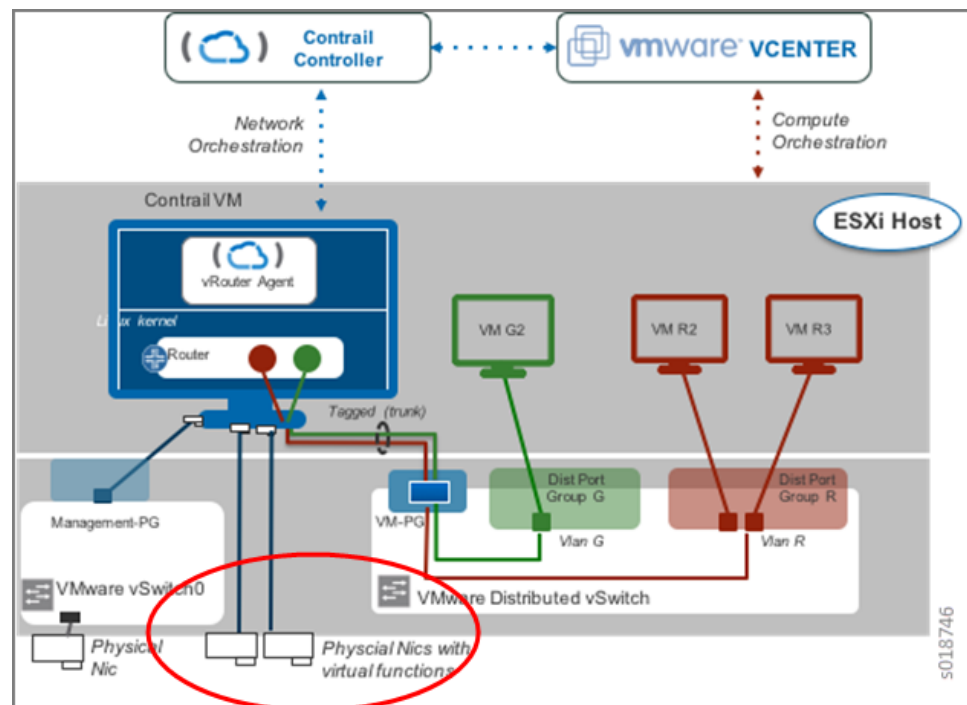 Contrail
Controller
vmware VCENTER
Network
Orchestration
Compute
Orchestration
Contrail VM
ESXi Host
vRouter Agent
Linux kernel
Router
VM G2
VM R2
VM R3
Tagged (trunk)
Dist Port
Group G
Dist Port
Group R
Management-PG
VM-PG
Vlan G
Vlan R
VMware vSwitch0
VMware Distributed vSwitch
Physical
Nic
Physcial Nics with
virtual functions
s018746